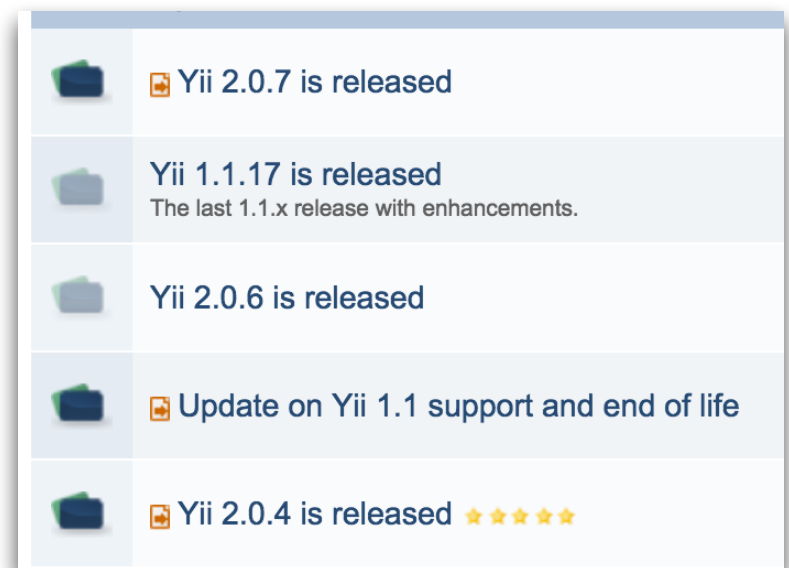 Yii 2.0.7 is released
Yii 1.1.17 is released
The last 1.1.x release with enhancements.
Yii 2.0.6 is released
Update on Yii 1.1 support and end of life
Yii 2.0.4 is released